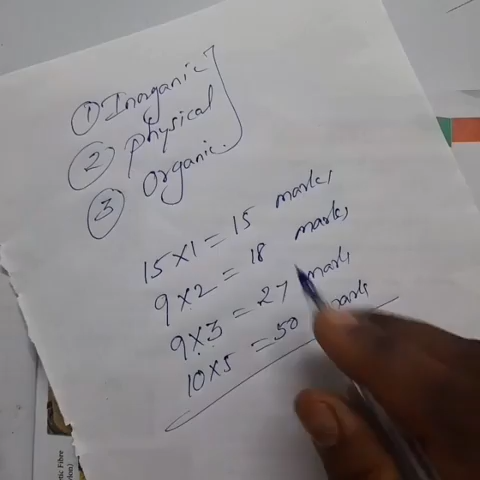 ① Inorganic
② Physical
③ Organic.
15×1 = 15 marks
9×2 = 18 marks
9×3 = 27 marks
10×5 = 50 marks